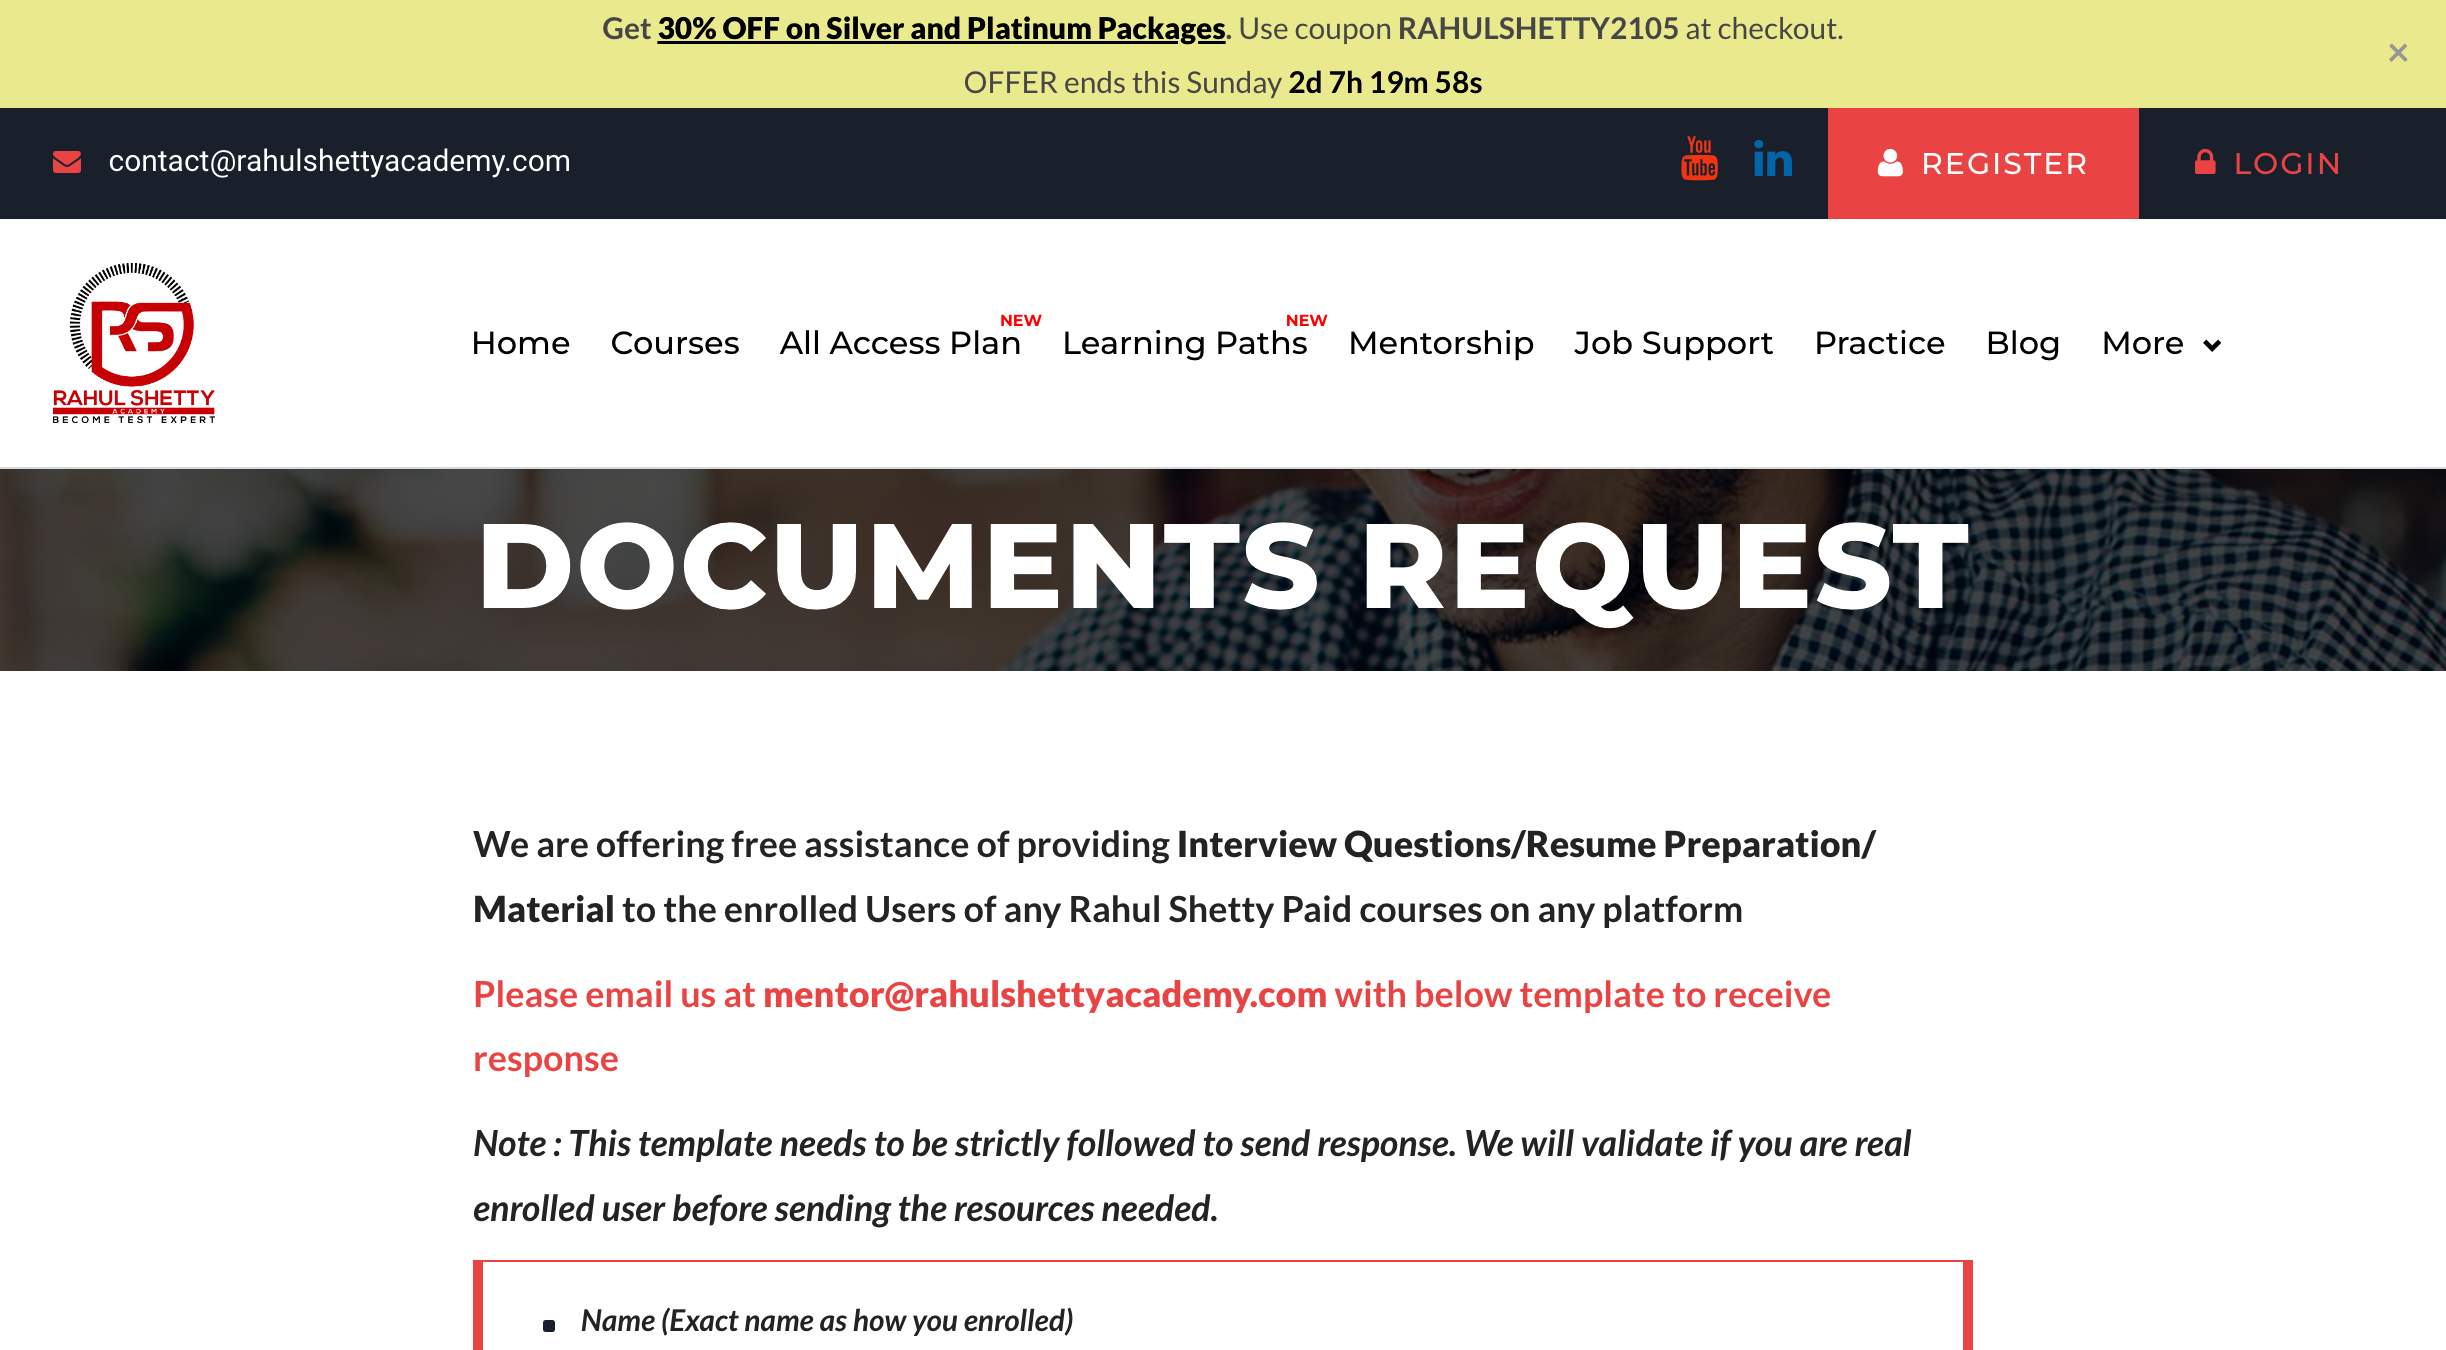 Get 30% OFF on Silver and Platinum Packages. Use coupon RAHULSHETTY2105 at checkout.
×
OFFER ends this Sunday 2d 7h 19m 58s
contact@rahulshettyacademy.com
You
Tube
in
REGISTER
LOGIN
RS
RAHUL SHETTY
ACADEMY
BECOME TEST EXPERT
Home
Courses
All Access Plan
NEW
Learning Paths
NEW
Mentorship
Job Support
Practice
Blog
More
DOCUMENTS REQUEST
We are offering free assistance of providing Interview Questions/Resume Preparation/
Material to the enrolled Users of any Rahul Shetty Paid courses on any platform
Please email us at mentor@rahulshettyacademy.com with below template to receive
response
Note : This template needs to be strictly followed to send response. We will validate if you are real
enrolled user before sending the resources needed.
Name (Exact name as how you enrolled)